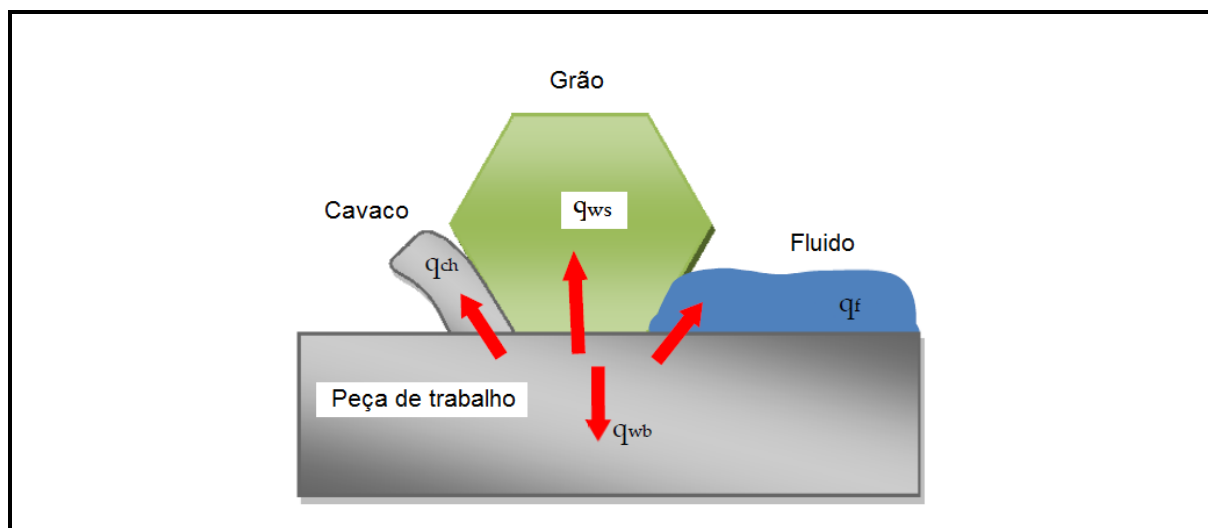 Grão
qws
Cavaco
qch
Fluido
qf
Peça de trabalho
qwb